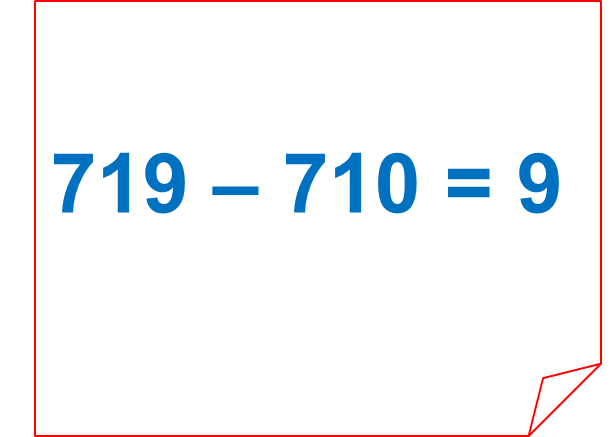 719 – 710 = 9